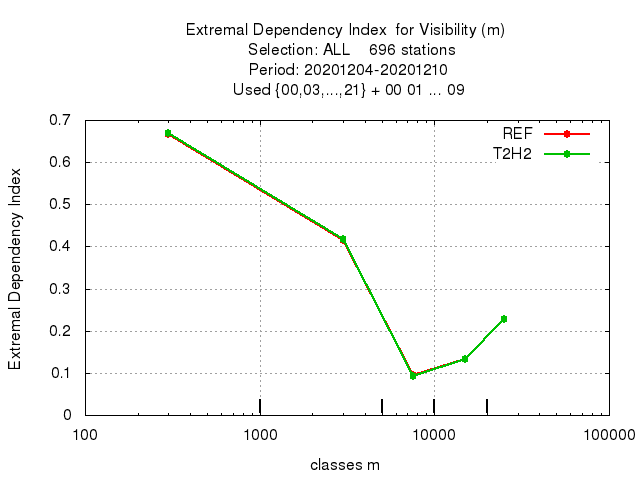 Extremal Dependency Index  for Visibility (m)
Selection: ALL    696 stations
Period: 20201204-20201210
Used {00,03,...,21} + 00 01 ... 09
REF
T2H2
Extremal Dependency Index
0.7
0.6
0.5
0.4
0.3
0.2
0.1
0
100
1000
10000
100000
classes m